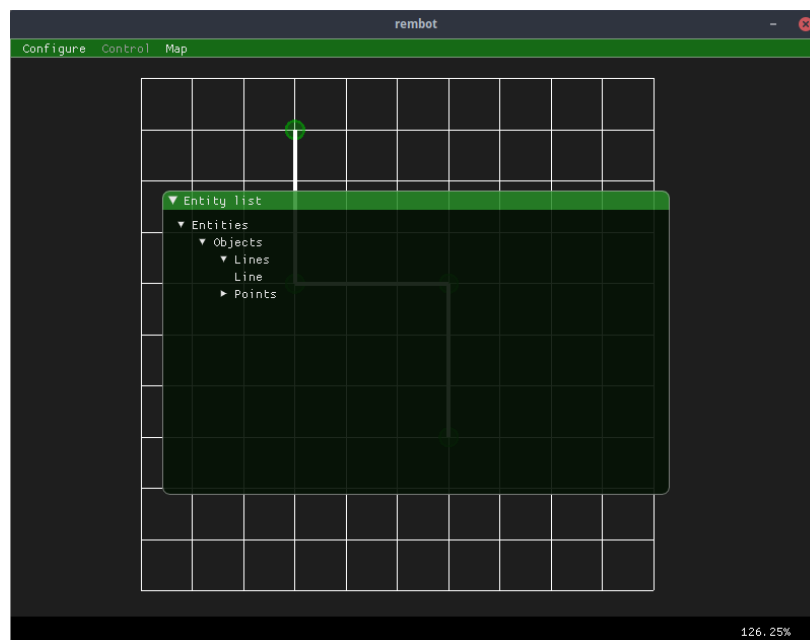 rembot
Configure Control Map
Entity list
Entities
Objects
Lines
Line
Points
126.25%